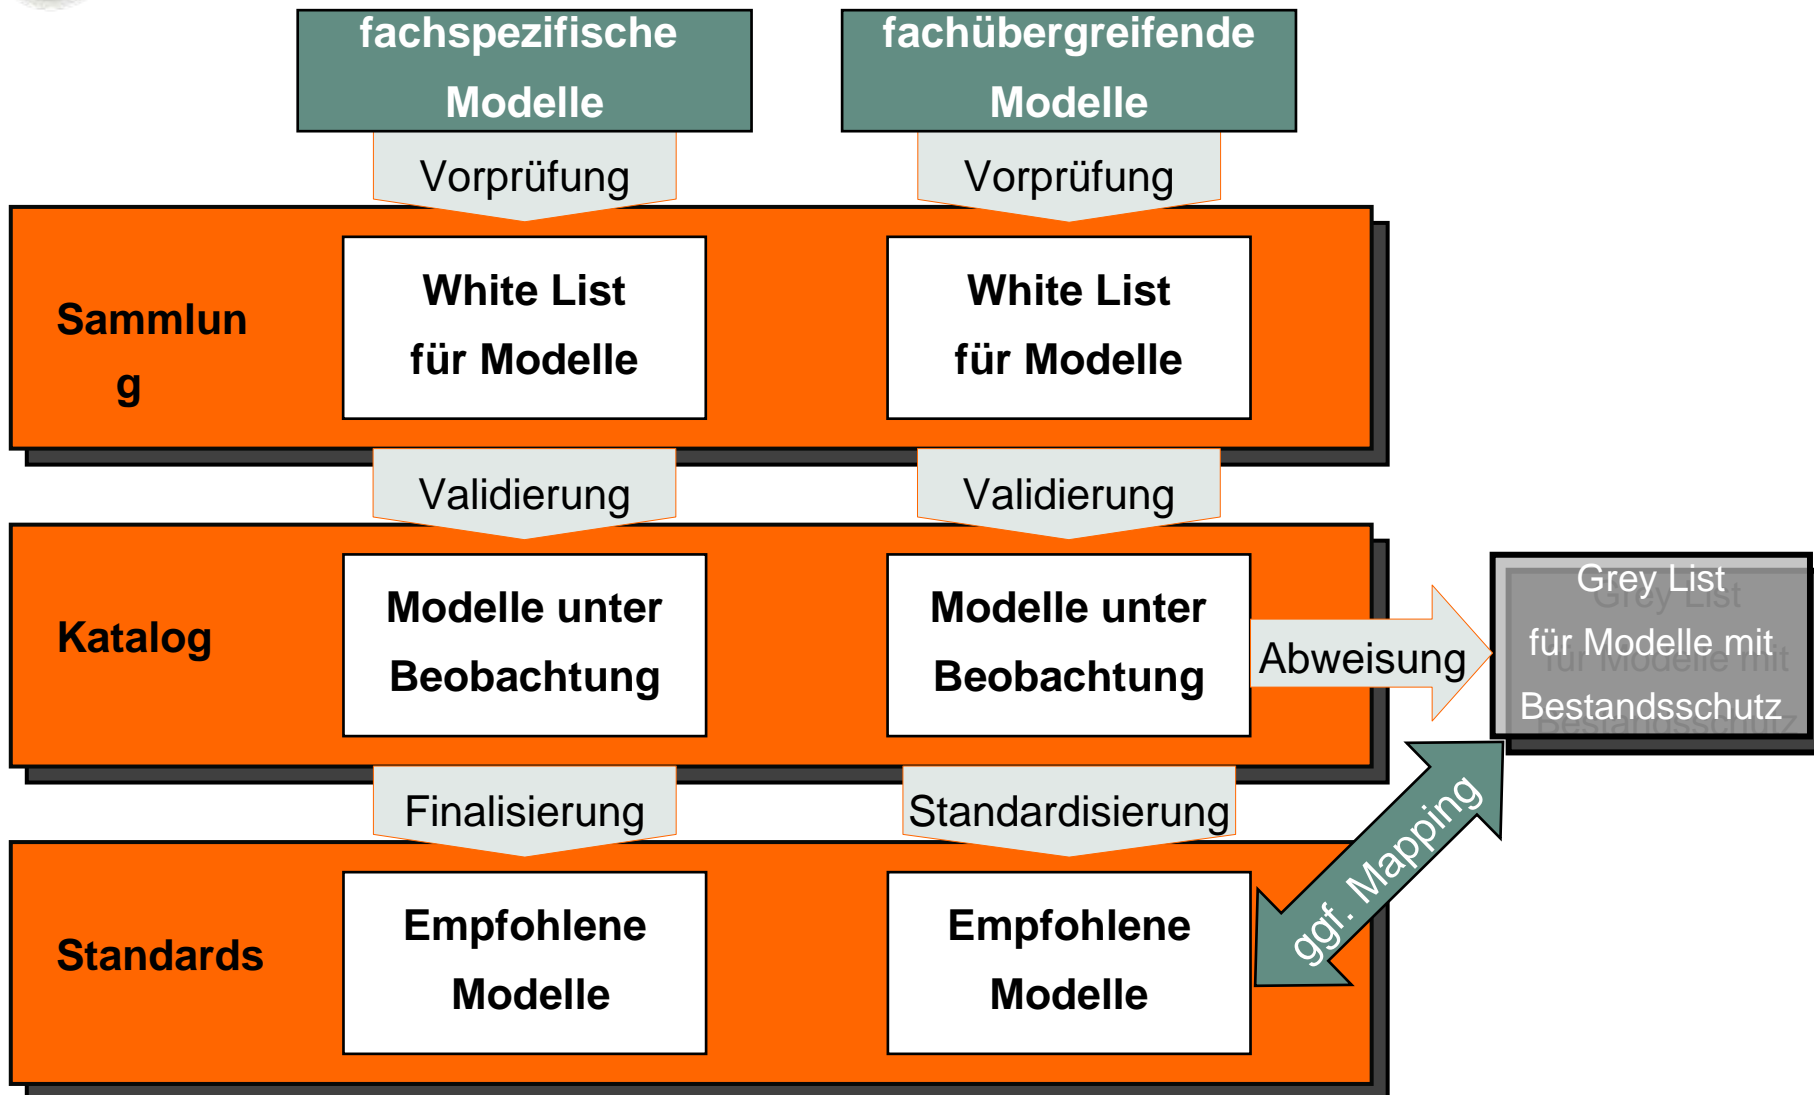 fachspezifische
Modelle
fachübergreifende
Modelle
Vorprüfung
Vorprüfung
Sammlun
g
White List
für Modelle
White List
für Modelle
Validierung
Validierung
Katalog
Modelle unter
Beobachtung
Modelle unter
Beobachtung
Abweisung
Grey List
für Modelle mit
Bestandsschutz
Finalisierung
Standardisierung
ggf. Mapping
Standards
Empfohlene
Modelle
Empfohlene
Modelle